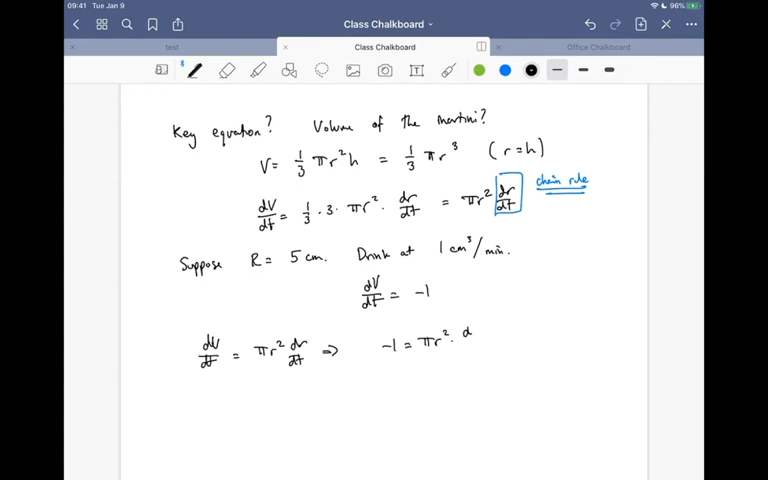 09:41 Tue Jan 9
96%
Class Chalkboard
test
Class Chalkboard
Office Chalkboard
Key equation? Volume of the martini?
V = 1/3 πr²h = 1/3 πr³ (r=h)
dV/dt = 1/3 · 3 · πr² · dr/dt = πr² dr/dt chain rule
Suppose R = 5 cm. Drink at 1 cm³/min.
dV/dt = -1
dV/dt = πr² dr/dt ⇒ -1 = πr² · d